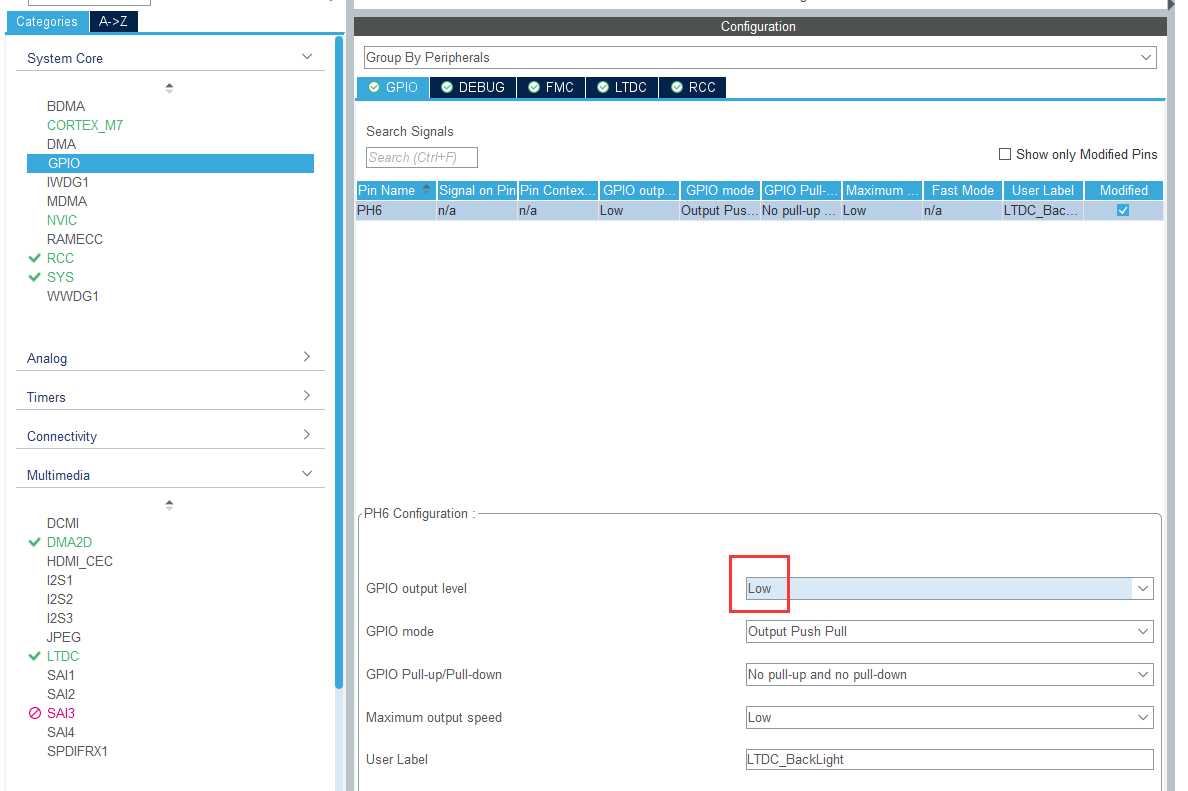 Categories A->Z
System Core
BDMA
CORTEX_M7
DMA
GPIO
IWDG1
MDMA
NVIC
RAMECC
RCC
SYS
WWDG1
Analog
Timers
Connectivity
Multimedia
DCMI
DMA2D
HDMI_CEC
I2S1
I2S2
I2S3
JPEG
LTDC
SAI1
SAI2
SAI3
SAI4
SPDIFRX1
Configuration
Group By Peripherals
GPIO DEBUG FMC LTDC RCC
Search Signals
Search (Ctrl+F)
Show only Modified Pins
Pin Name Signal on Pin Pin Contex... GPIO outp... GPIO mode GPIO Pull-... Maximum ... Fast Mode User Label Modified
PH6 n/a n/a Low Output Pus... No pull-up ... Low n/a LTDC_Bac...
PH6 Configuration :
GPIO output level Low
GPIO mode Output Push Pull
GPIO Pull-up/Pull-down No pull-up and no pull-down
Maximum output speed Low
User Label LTDC_BackLight